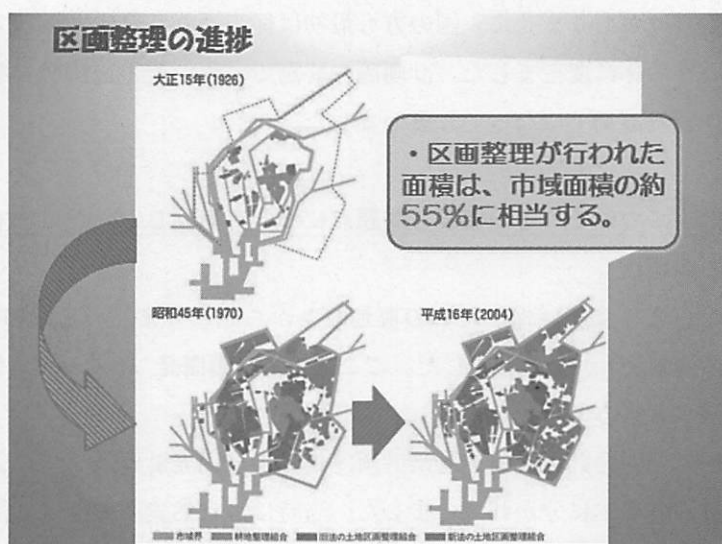 区画整理の進捗
大正15年(1926)
・区画整理が行われた
面積は、市域面積の約
55%に相当する。
昭和45年(1970)
平成16年(2004)
市域界 耕地整理組合 旧法の土地区画整理組合 新法の土地区画整理組合